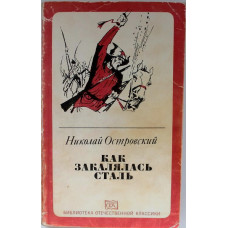 Николай Островский
КАК
ЗАКАЛЯЛАСЬ
СТАЛЬ
БИБЛИОТЕКА ОТЕЧЕСТВЕННОЙ КЛАССИКИ